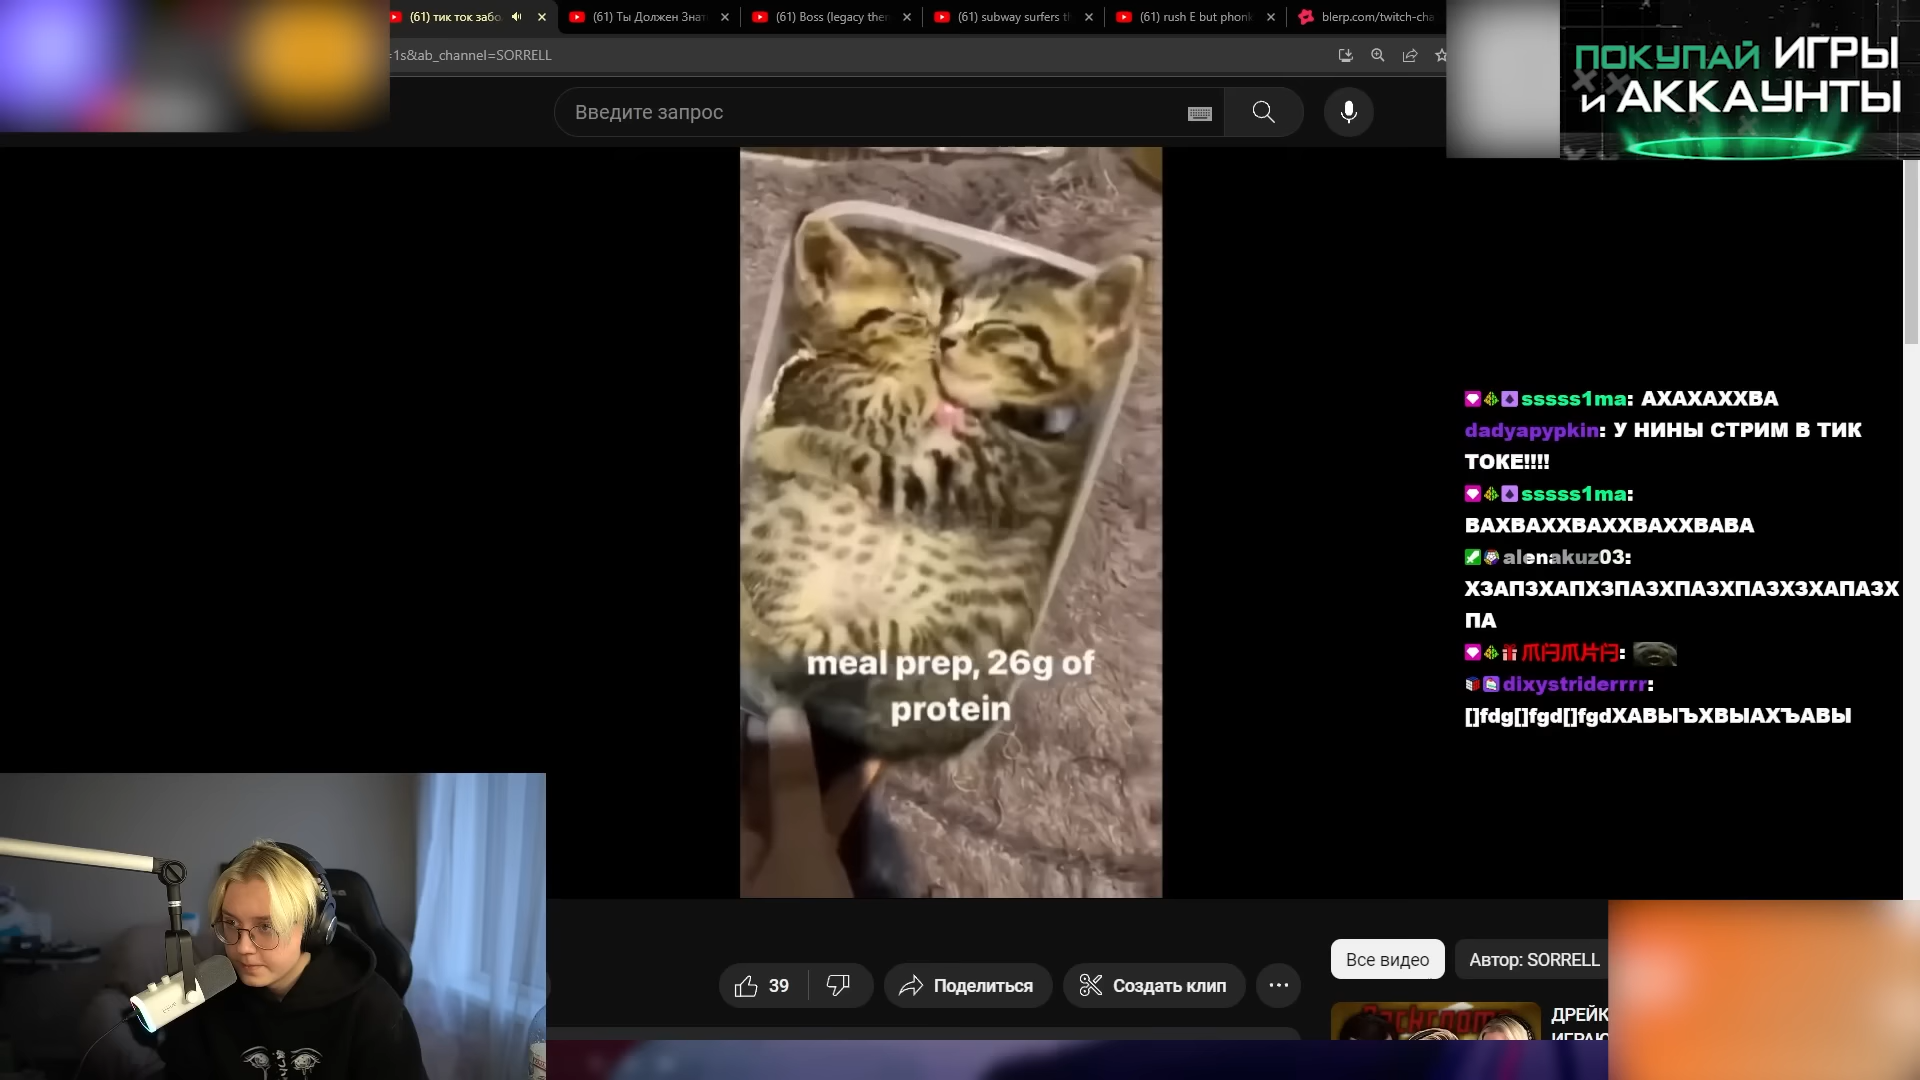 (61) тик ток забо
(61) Ты Должен Знат
(61) Boss (legacy ther
(61) subway surfers th
(61) rush E but phonk
blerp.com/twitch-cha
=1s&ab_channel=SORRELL
Введите запрос
ПОКУПАЙ ИГРЫ
И АККАУНТЫ
sssss1ma: АХАХАХХВА
dadyapypkin: У НИНЫ СТРИМ В ТИК
ТОКЕ!!!!
sssss1ma:
ВАХВАХХВАХХВАХХВАВА
alenakuz03:
ХЗАПЗХАПХЗПАЗХПАЗХПАЗХЗХАПАЗХ
ПА
dixystriderrrr:
[]fdg[]fgd[]fgdХАВЫЪХВЫАХЪАВЫ
meal prep, 26g of
protein
39
Поделиться
Создать клип
Все видео
Автор: SORRELL
ДРЕЙК
ИГРАЮ